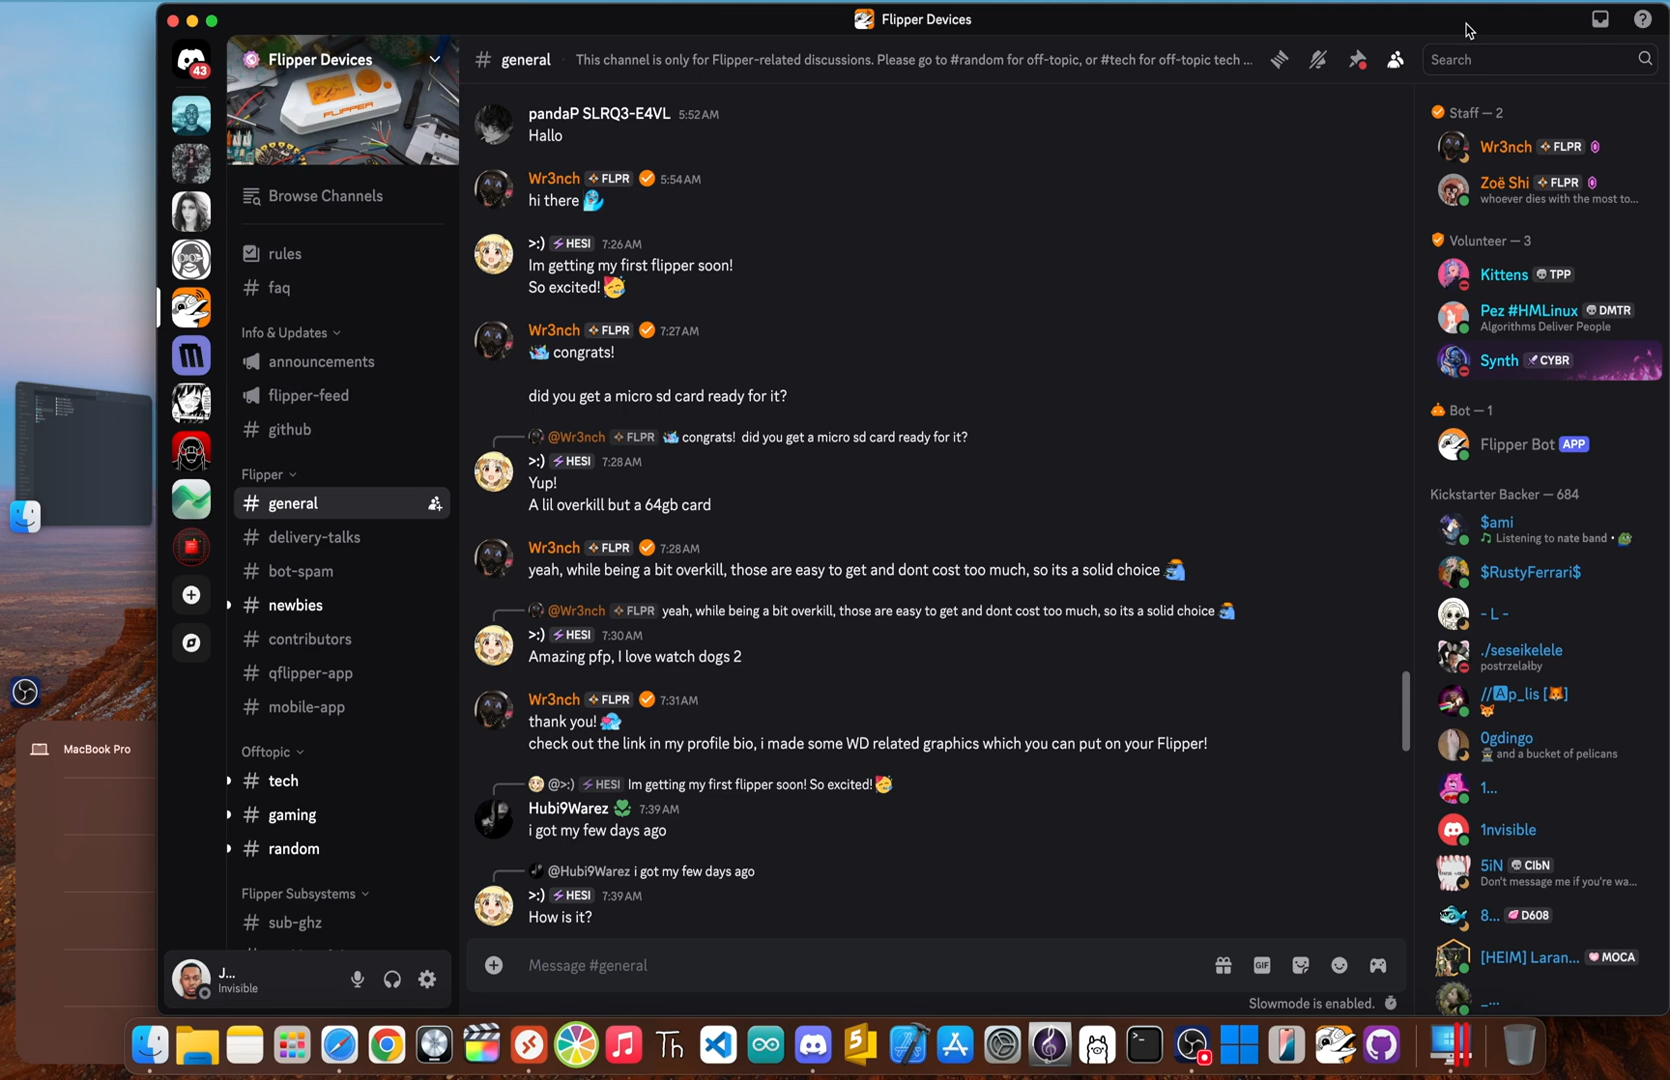 Flipper Devices
43
Flipper Devices
FLIPPER
Browse Channels
rules
faq
Info & Updates
announcements
flipper-feed
github
Flipper
general
delivery-talks
bot-spam
newbies
contributors
qflipper-app
mobile-app
Offtopic
tech
gaming
random
Flipper Subsystems
sub-ghz
J...
Invisible
MacBook Pro
# general
This channel is only for Flipper-related discussions. Please go to #random for off-topic, or #tech for off-topic tech ...
Search
pandaP SLRQ3-E4VL 5:52 AM
Hallo
Wr3nch FLPR 5:54 AM
hi there
>:) HESI 7:26 AM
Im getting my first flipper soon!
So excited!
Wr3nch FLPR 7:27 AM
congrats!
did you get a micro sd card ready for it?
@Wr3nch FLPR congrats! did you get a micro sd card ready for it?
>:) HESI 7:28 AM
Yup!
A lil overkill but a 64gb card
Wr3nch FLPR 7:28 AM
yeah, while being a bit overkill, those are easy to get and dont cost too much, so its a solid choice
@Wr3nch FLPR yeah, while being a bit overkill, those are easy to get and dont cost too much, so its a solid choice
>:) HESI 7:30 AM
Amazing pfp, I love watch dogs 2
Wr3nch FLPR 7:31 AM
thank you!
check out the link in my profile bio, i made some WD related graphics which you can put on your Flipper!
@>:) HESI Im getting my first flipper soon! So excited!
Hubi9Warez 7:39 AM
i got my few days ago
@Hubi9Warez i got my few days ago
>:) HESI 7:39 AM
How is it?
Message #general
GIF
Slowmode is enabled.
Staff — 2
Wr3nch FLPR
Zoë Shi FLPR
whoever dies with the most to...
Volunteer — 3
Kittens TPP
Pez #HMLinux DMTR
Algorithms Deliver People
Synth CYBR
Bot — 1
Flipper Bot APP
Kickstarter Backer — 684
$ami
Listening to nate band •
$RustyFerrari$
- L -
./seseikelele
postrzelałby
//🅰p_lis [🦊]
0gdingo
and a bucket of pelicans
1...
1nvisible
5iN CIbN
Don't message me if you're wa...
8... D608
[HEIM] Laran... MOCA
_...
Th